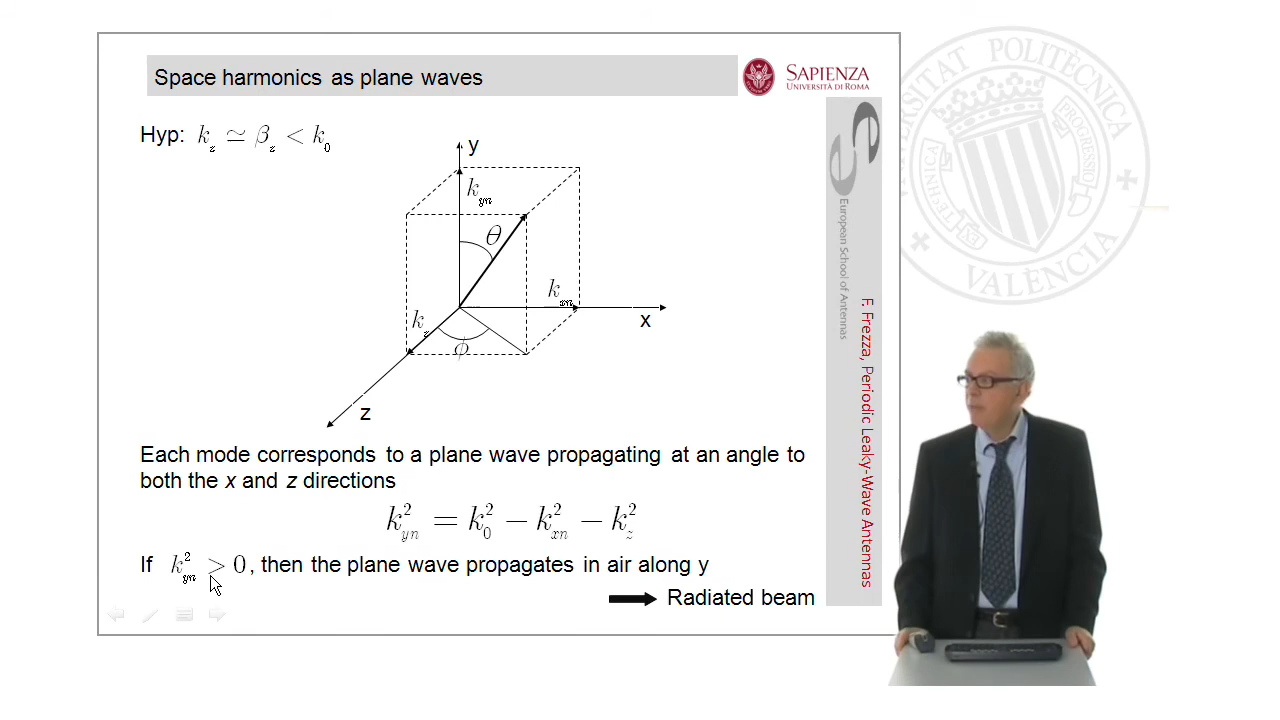 Space harmonics as plane waves
SAPIENZA
UNIVERSITÀ DI ROMA
Hyp: k_z ≃ β_z < k_0
y
k_yn
θ
k_xn
x
k_z
ϕ
z
Each mode corresponds to a plane wave propagating at an angle to
both the x and z directions
k_yn^2 = k_0^2 − k_xn^2 − k_z^2
If k_yn^2 > 0, then the plane wave propagates in air along y
Radiated beam
European School of Antennas
F. Frezza, Periodic Leaky-Wave Antennas
UNIVERSITAT POLITÈCNICA
VALÈNCIA